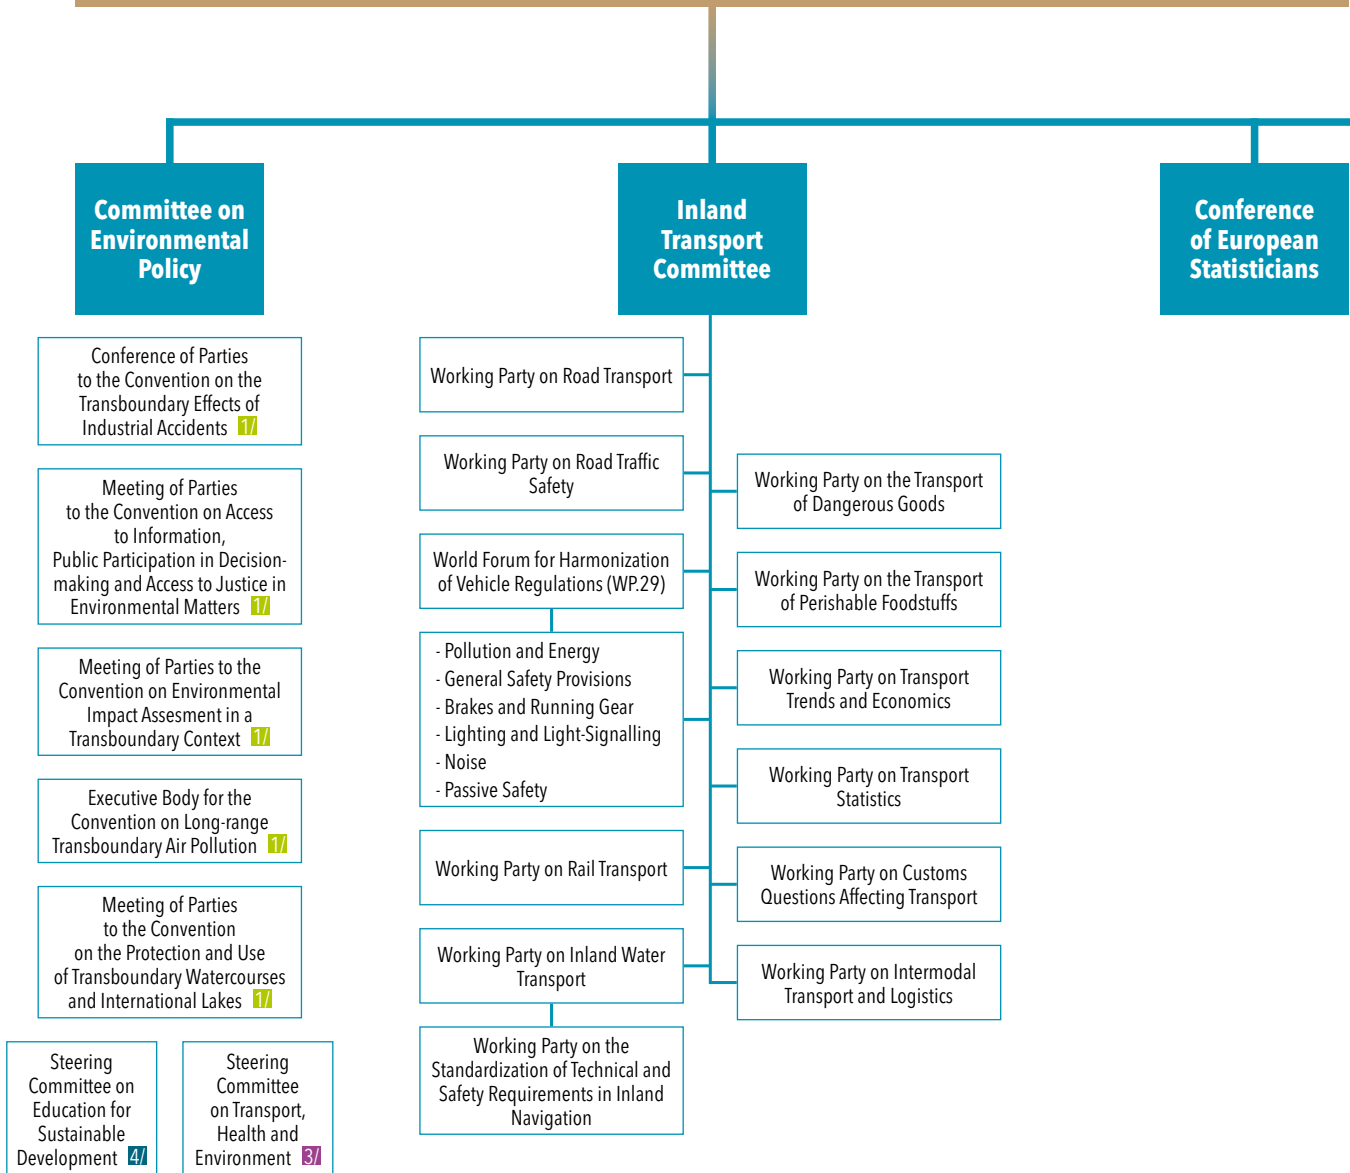 Committee on
Environmental
Policy
Conference of Parties
to the Convention on the
Transboundary Effects of
Industrial Accidents 1/
Meeting of Parties
to the Convention on Access
to Information,
Public Participation in Decision-
making and Access to Justice in
Environmental Matters 1/
Meeting of Parties to the
Convention on Environmental
Impact Assesment in a
Transboundary Context 1/
Executive Body for the
Convention on Long-range
Transboundary Air Pollution 1/
Meeting of Parties
to the Convention
on the Protection and Use
of Transboundary Watercourses
and International Lakes 1/
Steering
Committee on
Education for
Sustainable
Development 4/
Steering
Committee
on Transport,
Health and
Environment 3/
Inland
Transport
Committee
Working Party on Road Transport
Working Party on Road Traffic
Safety
World Forum for Harmonization
of Vehicle Regulations (WP.29)
- Pollution and Energy
- General Safety Provisions
- Brakes and Running Gear
- Lighting and Light-Signalling
- Noise
- Passive Safety
Working Party on Rail Transport
Working Party on Inland Water
Transport
Working Party on the
Standardization of Technical and
Safety Requirements in Inland
Navigation
Working Party on the Transport
of Dangerous Goods
Working Party on the Transport
of Perishable Foodstuffs
Working Party on Transport
Trends and Economics
Working Party on Transport
Statistics
Working Party on Customs
Questions Affecting Transport
Working Party on Intermodal
Transport and Logistics
Conference
of European
Statisticians